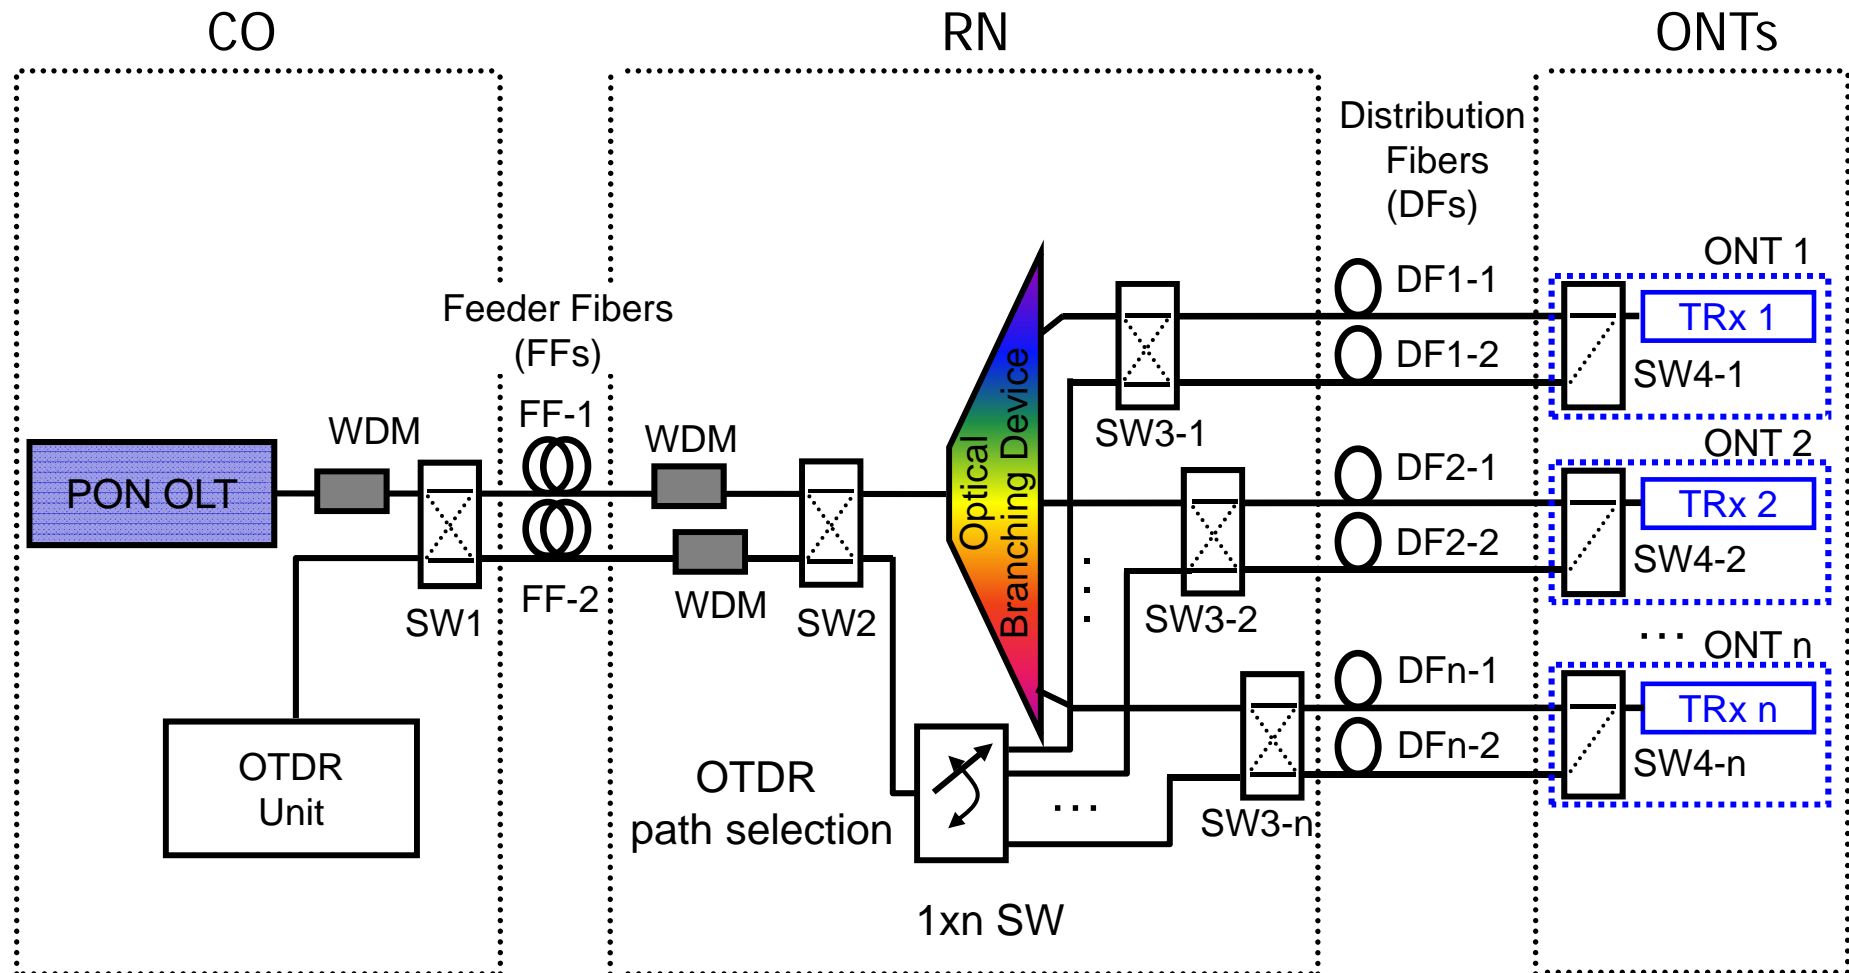 CO
RN
ONTs
Distribution
Fibers
(DFs)
Feeder Fibers
(FFs)
FF-1
FF-2
PON OLT
WDM
SW1
OTDR
Unit
WDM
WDM
SW2
Optical
Branching Device
OTDR
path selection
1xn SW
...
SW3-1
SW3-2
...
SW3-n
DF1-1
DF1-2
DF2-1
DF2-2
DFn-1
DFn-2
ONT 1
TRx 1
SW4-1
ONT 2
TRx 2
SW4-2
... ONT n
TRx n
SW4-n